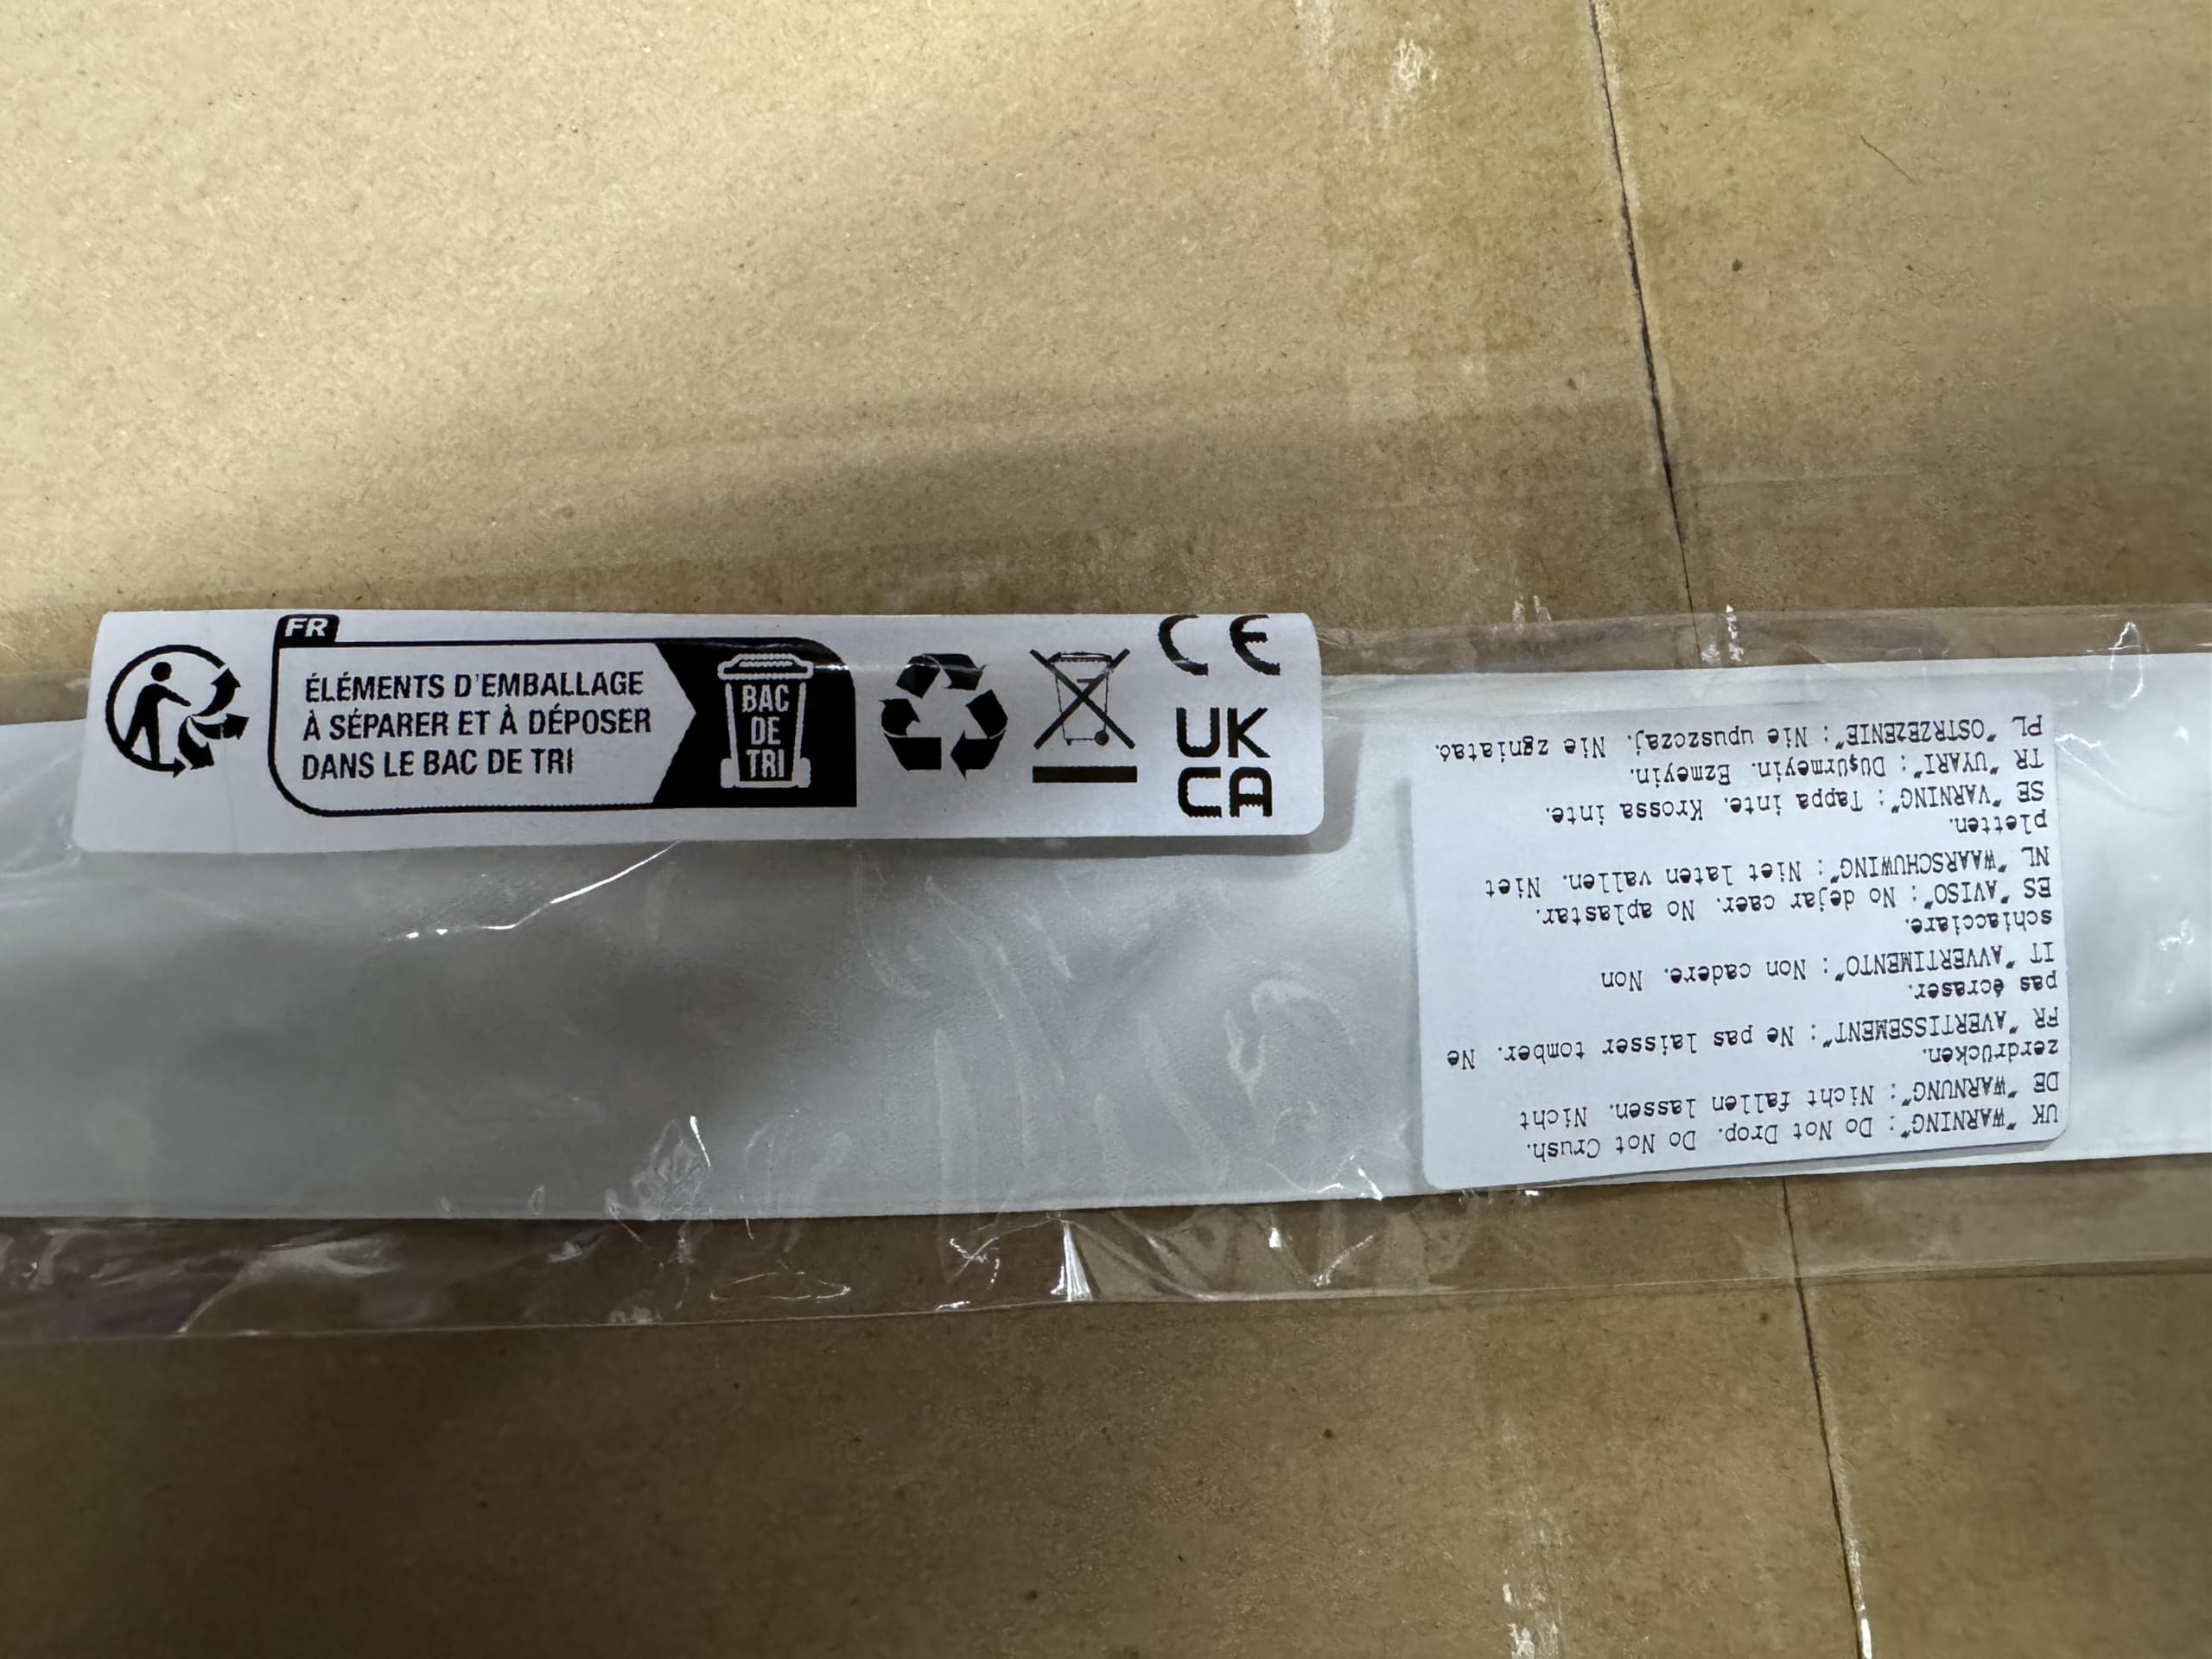 FR
ÉLÉMENTS D'EMBALLAGE
À SÉPARER ET À DÉPOSER
DANS LE BAC DE TRI
BAC
DE
TRI
CE
UK
CA
UK "WARNING": Do Not Drop. Do Not Crush.
DE "WARNUNG": Nicht fallen lassen. Nicht
zerdrücken.
FR "AVERTISSEMENT": Ne pas laisser tomber. Ne
pas écraser.
IT "AVVERTIMENTO": Non cadere. Non
schiacciare.
ES "AVISO": No dejar caer. No aplastar.
NL "WAARSCHUWING": Niet laten vallen. Niet
pletten.
SE "VARNING": Tappa inte. Krossa inte.
TR "UYARI": Düşürmeyin. Ezmeyin.
PL "OSTRZEŻENIE": Nie upuszczaj. Nie zgniatać.